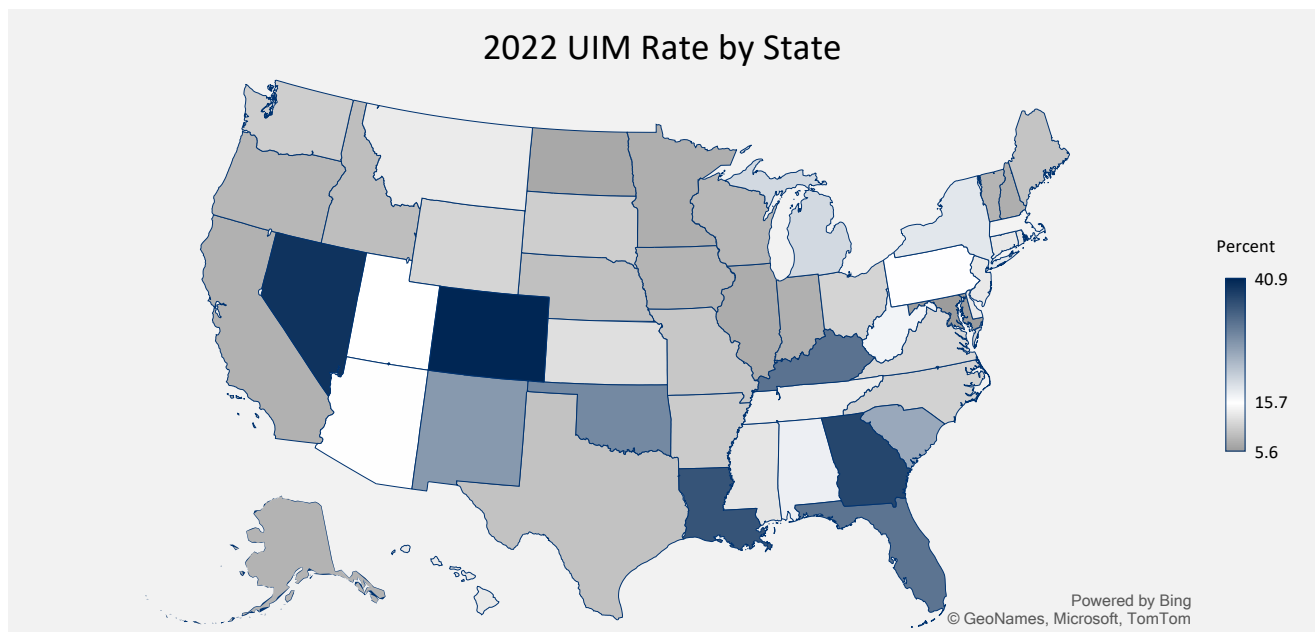 2022 UIM Rate by State
Percent
40.9
15.7
5.6
Powered by Bing
© GeoNames, Microsoft, TomTom